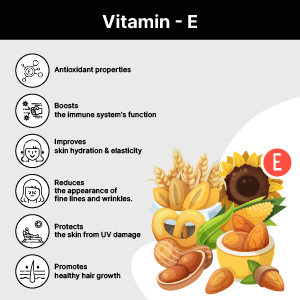 Vitamin - E
Antioxidant properties
Boosts
the immune system's function
Improves
skin hydration & elasticity
Reduces
the appearance of
fine lines and wrinkles.
Protects
the skin from UV damage
Promotes
healthy hair growth
E